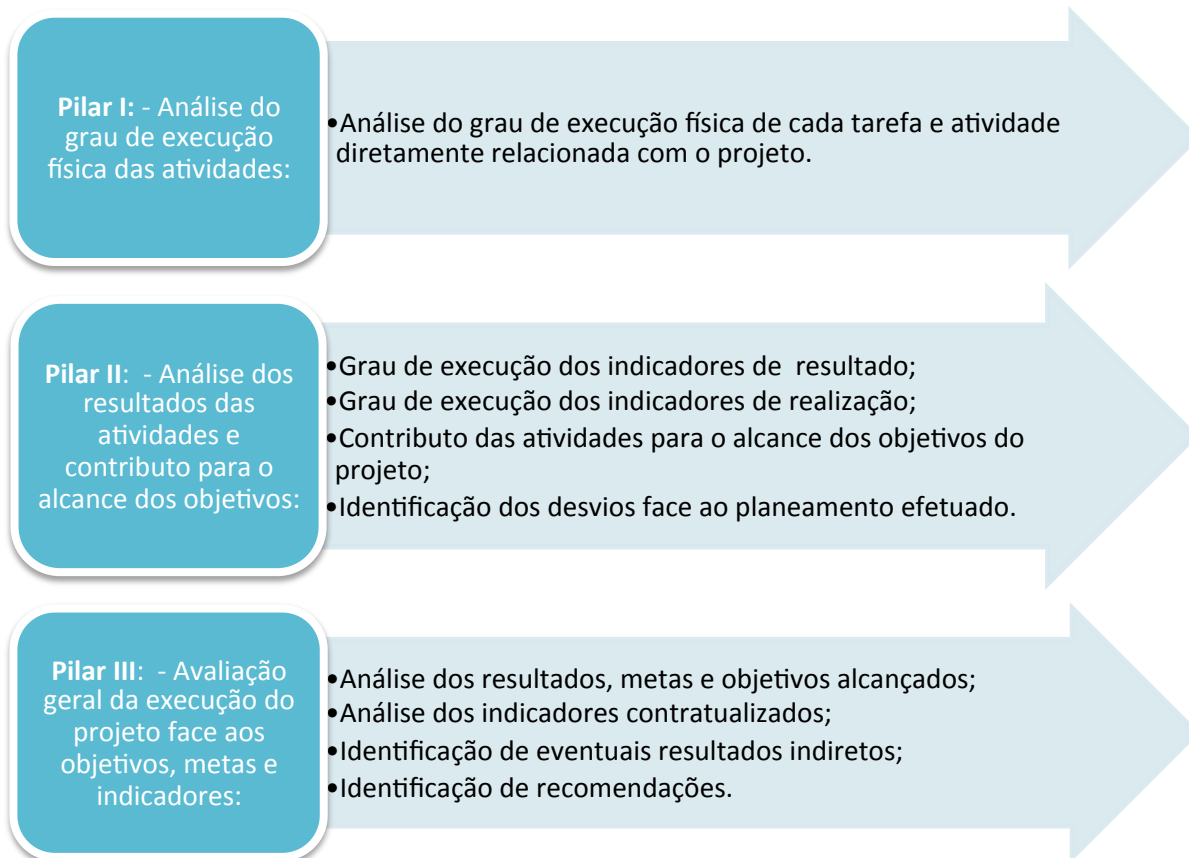 Pilar I: - Análise do
grau de execução
física das atividades:
•Análise do grau de execução física de cada tarefa e atividade
diretamente relacionada com o projeto.
Pilar II:  - Análise dos
resultados das
atividades e
contributo para o
alcance dos objetivos:
•Grau de execução dos indicadores de  resultado;
•Grau de execução dos indicadores de realização;
•Contributo das atividades para o alcance dos objetivos do
projeto;
•Identificação dos desvios face ao planeamento efetuado.
Pilar III:  - Avaliação
geral da execução do
projeto face aos
objetivos, metas e
indicadores:
•Análise dos resultados, metas e objetivos alcançados;
•Análise dos indicadores contratualizados;
•Identificação de eventuais resultados indiretos;
•Identificação de recomendações.